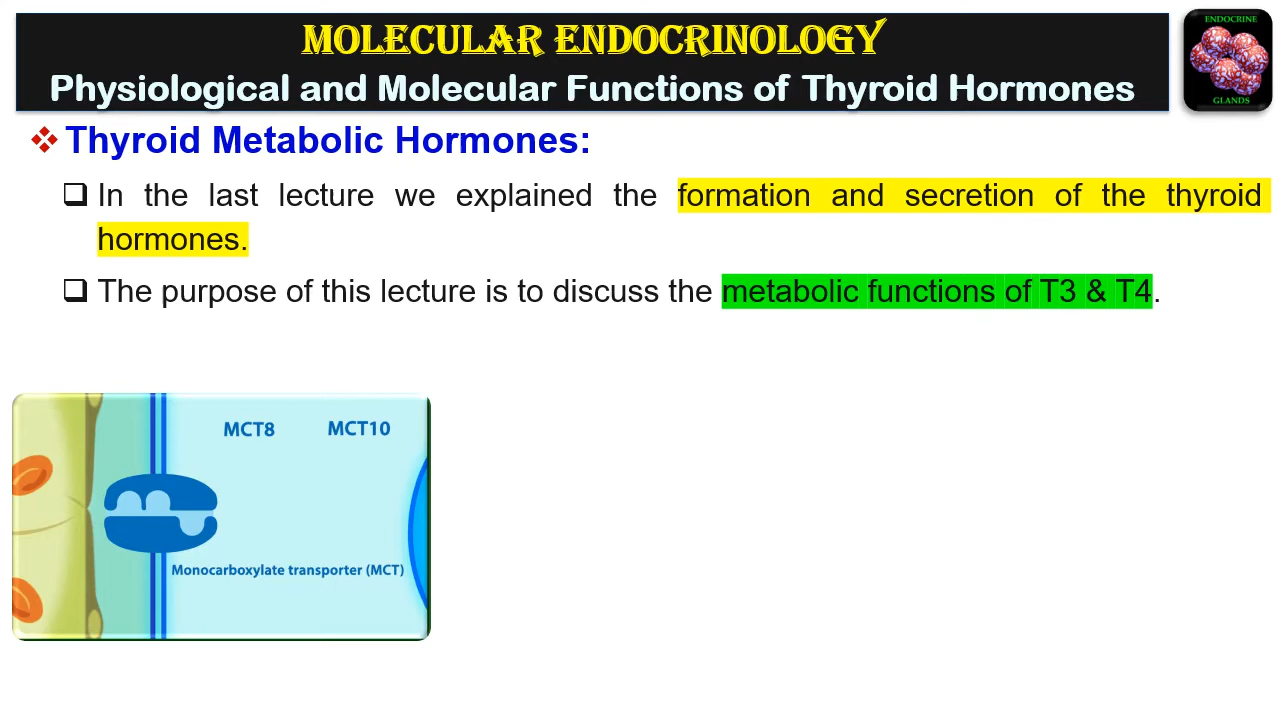 MOLECULAR ENDOCRINOLOGY
Physiological and Molecular Functions of Thyroid Hormones
ENDOCRINE
GLANDS
Thyroid Metabolic Hormones:
In the last lecture we explained the formation and secretion of the thyroid
hormones.
The purpose of this lecture is to discuss the metabolic functions of T3 & T4.
MCT8 MCT10
Monocarboxylate transporter (MCT)